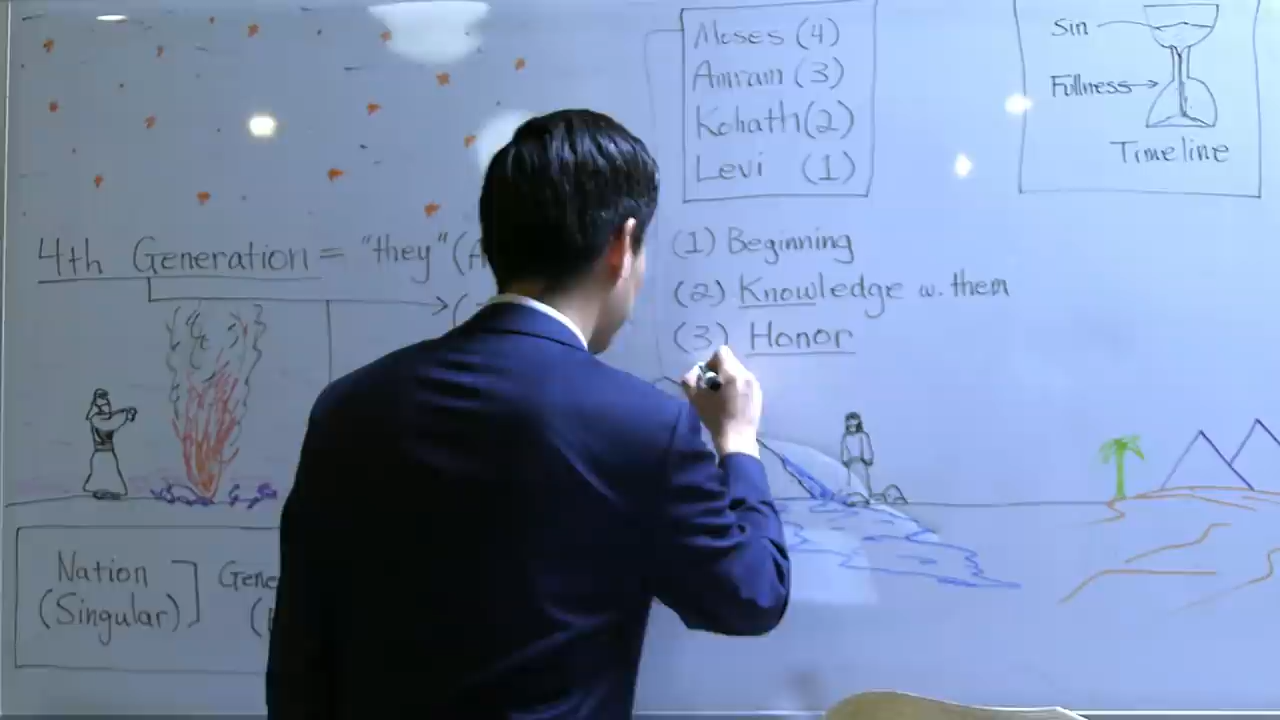 Moses (4)
Amram (3)
Kohath (2)
Levi (1)
Sin
Fullness
Timeline
4th Generation = "they" (
(1) Beginning
(2) Knowledge w. them
(3) Honor
Nation
(Singular)